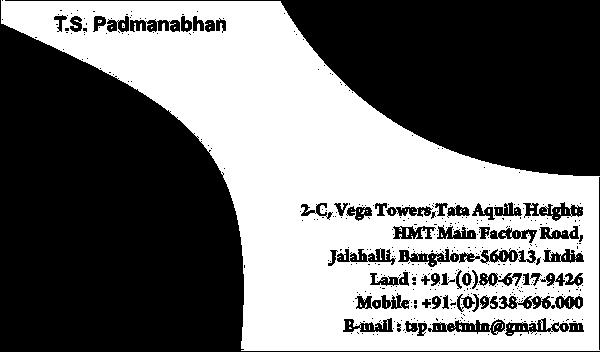 T.S. Padmanabhan
2-C, Vega Towers,Tata Aquila Heights
HMT Main Factory Road,
Jalahalli, Bangalore-560013, India
Land : +91-(0)80-6717-9426
Mobile : +91-(0)9538-696.000
E-mail : tsp.metmin@gmail.com